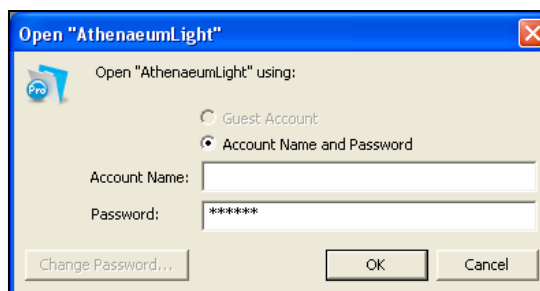 Open "AthenaeumLight"
Open "AthenaeumLight" using:
Pro
Guest Account
Account Name and Password
Account Name:
Password: ******
Change Password... OK Cancel